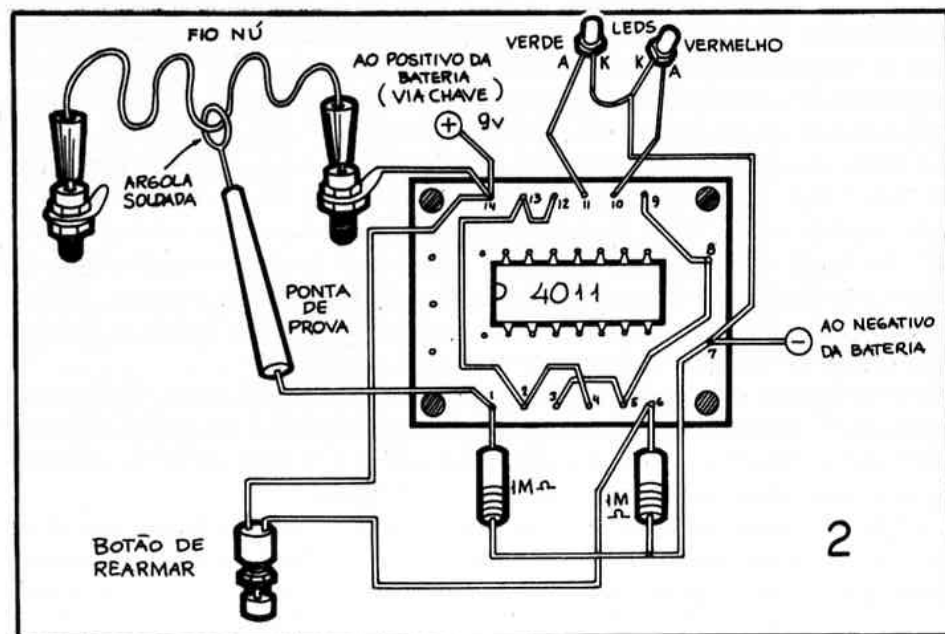 FIO NÚ
AO POSITIVO DA
BATERIA
(VIA CHAVE)
+ 9V
LEDS
VERDE
VERMELHO
A K K A
ARGOLA
SOLDADA
14 13 12 11 10 9
8
4011
PONTA
DE
PROVA
7
- AO NEGATIVO
DA BATERIA
1 2 3 4 5 6
1MΩ
1M
Ω
BOTÃO DE
REARMAR
2